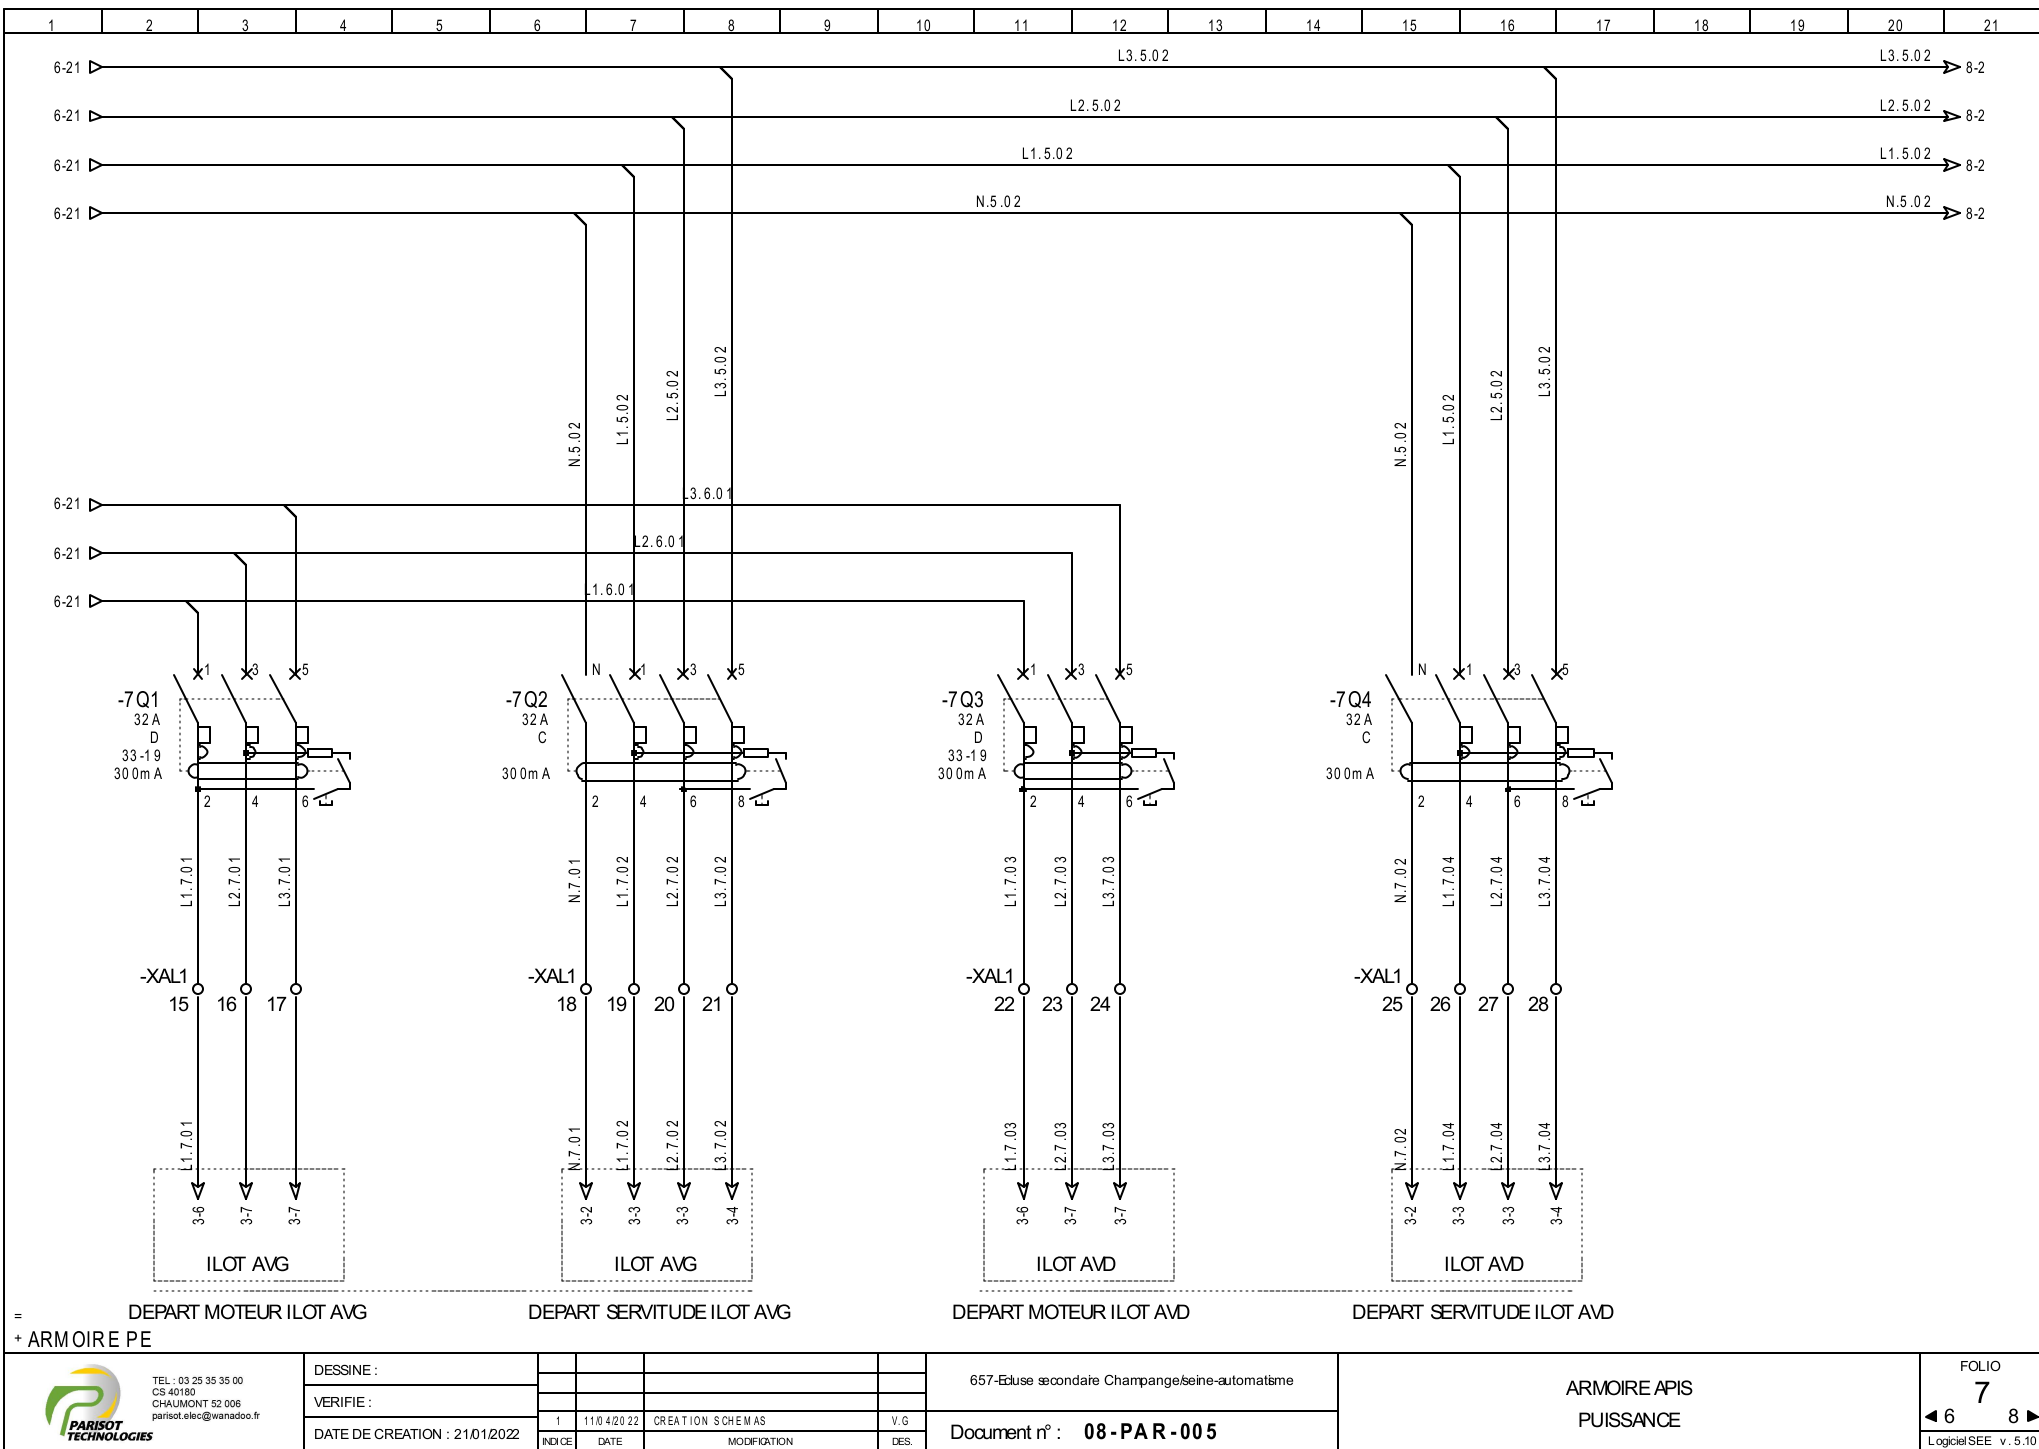 1 2 3 4 5 6 7 8 9 10 11 12 13 14 15 16 17 18 19 20 21
6-21 L3.5.02 L3.5.02 8-2
6-21 L2.5.02 L2.5.02 8-2
6-21 L1.5.02 L1.5.02 8-2
6-21 N.5.02 N.5.02 8-2
N.5.02 L1.5.02 L2.5.02 L3.5.02 N.5.02 L1.5.02 L2.5.02 L3.5.02
6-21 L3.6.01
6-21 L2.6.01
6-21 L1.6.01
1 3 5 N 1 3 5 1 3 5 N 1 3 5
-7Q1 -7Q2 -7Q3 -7Q4
32A 32A 32A 32A
D C D C
33-19 33-19
300mA 300mA 300mA 300mA
2 4 6 2 4 6 8 2 4 6 2 4 6 8
L1.7.01 L2.7.01 L3.7.01 N.7.01 L1.7.02 L2.7.02 L3.7.02 L1.7.03 L2.7.03 L3.7.03 N.7.02 L1.7.04 L2.7.04 L3.7.04
-XAL1 -XAL1 -XAL1 -XAL1
15 16 17 18 19 20 21 22 23 24 25 26 27 28
L1.7.01 N.7.01 L1.7.02 L2.7.02 L3.7.02 L1.7.03 L2.7.03 L3.7.03 N.7.02 L1.7.04 L2.7.04 L3.7.04
3-6 3-7 3-7 3-2 3-3 3-3 3-4 3-6 3-7 3-7 3-2 3-3 3-3 3-4
ILOT AVG ILOT AVG ILOT AVD ILOT AVD
DEPART MOTEUR ILOT AVG DEPART SERVITUDE ILOT AVG DEPART MOTEUR ILOT AVD DEPART SERVITUDE ILOT AVD
=
+ ARMOIRE PE
PARISOT
TECHNOLOGIES
TEL : 03 25 35 35 00
CS 40180
CHAUMONT 52 006
parisot.elec@wanadoo.fr
DESSINE :
VERIFIE :
DATE DE CREATION : 21/01/2022
1 11/04/2022 CREATION SCHEMAS V.G
INDICE DATE MODIFICATION DES.
657-Ecluse secondaire Champange/seine-automatisme
Document n° : 08-PAR-005
ARMOIRE APIS
PUISSANCE
FOLIO
7
6 8
Logiciel SEE v.5.10